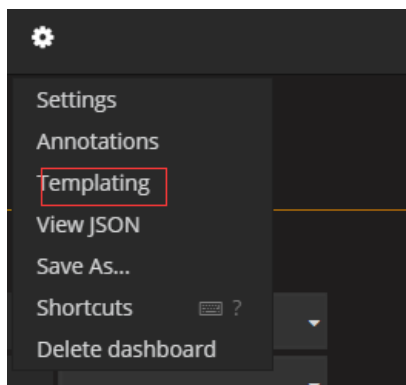 Settings
Annotations
Templating
View JSON
Save As...
Shortcuts ?
Delete dashboard